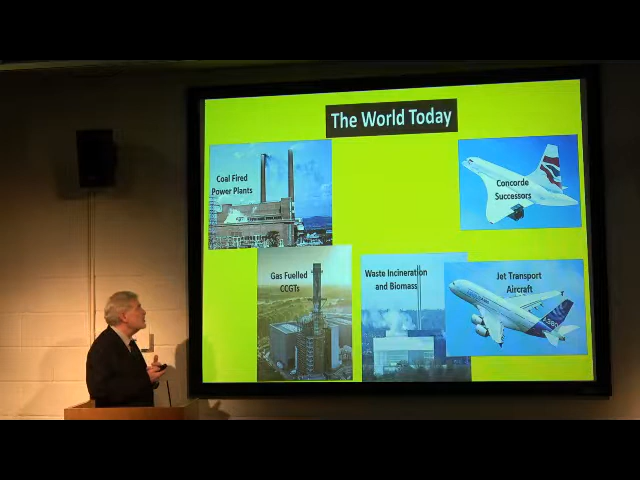 The World Today
Coal Fired
Power Plants
Concorde
Successors
Gas Fuelled
CCGTs
Waste Incineration
and Biomass
Jet Transport
Aircraft
A380